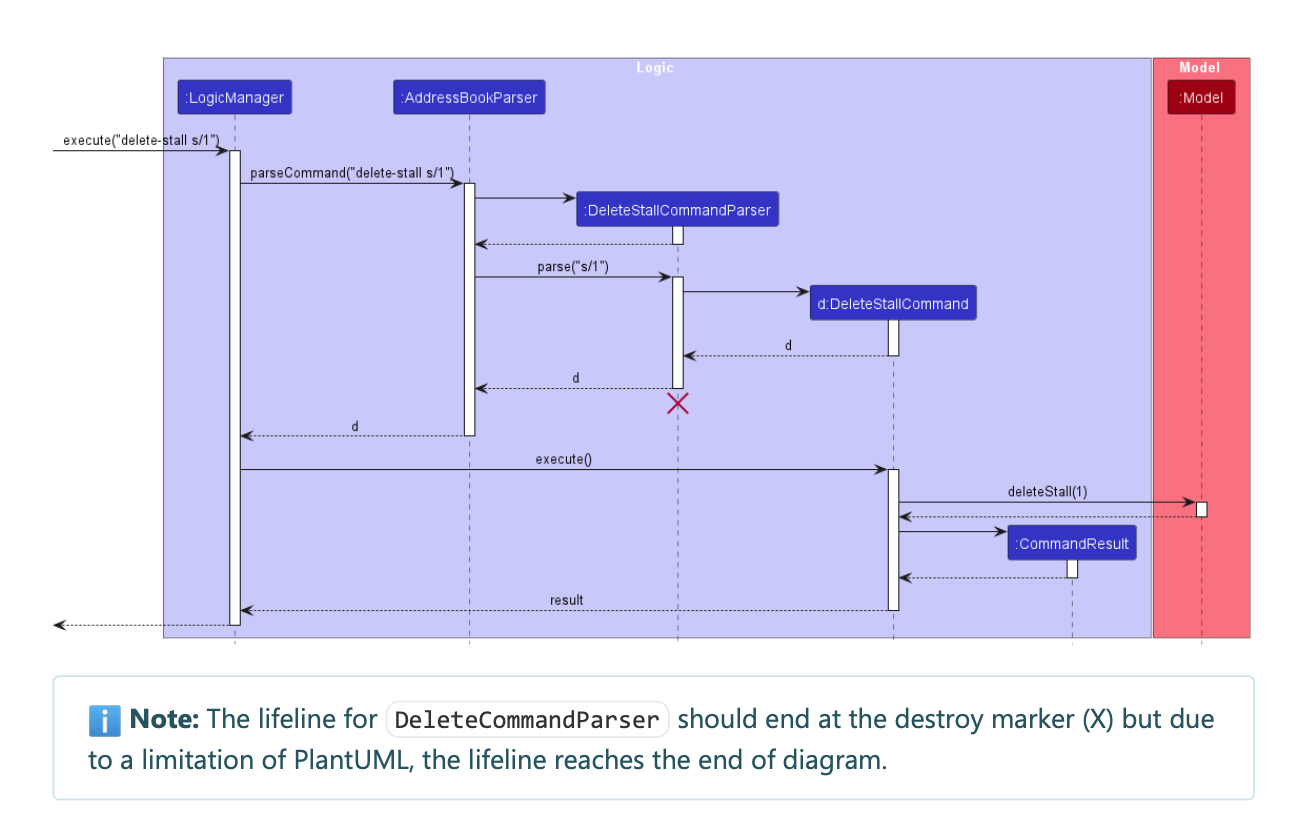 Logic
Model
:LogicManager
:AddressBookParser
:Model
execute("delete-stall s/1")
parseCommand("delete-stall s/1")
:DeleteStallCommandParser
parse("s/1")
d:DeleteStallCommand
d
d
d
execute()
deleteStall(1)
:CommandResult
result
Note: The lifeline for DeleteCommandParser should end at the destroy marker (X) but due
to a limitation of PlantUML, the lifeline reaches the end of diagram.